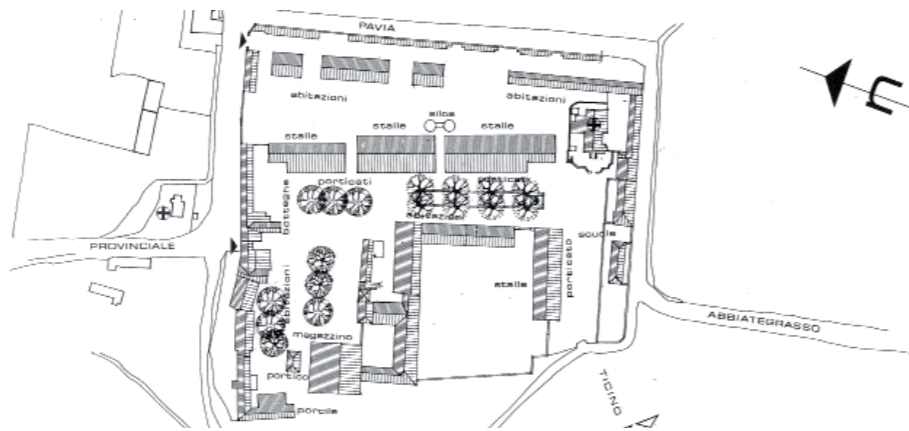 PAVIA
n
abitazioni
abitazioni
silos
stalle
stalle
stalle
porticati
porticati
botteghe
abitazioni
scuole
PROVINCIALE
porticato
stalle
abitazioni
magazzino
ABBIATEGRASSO
portico
TICINO
porcile